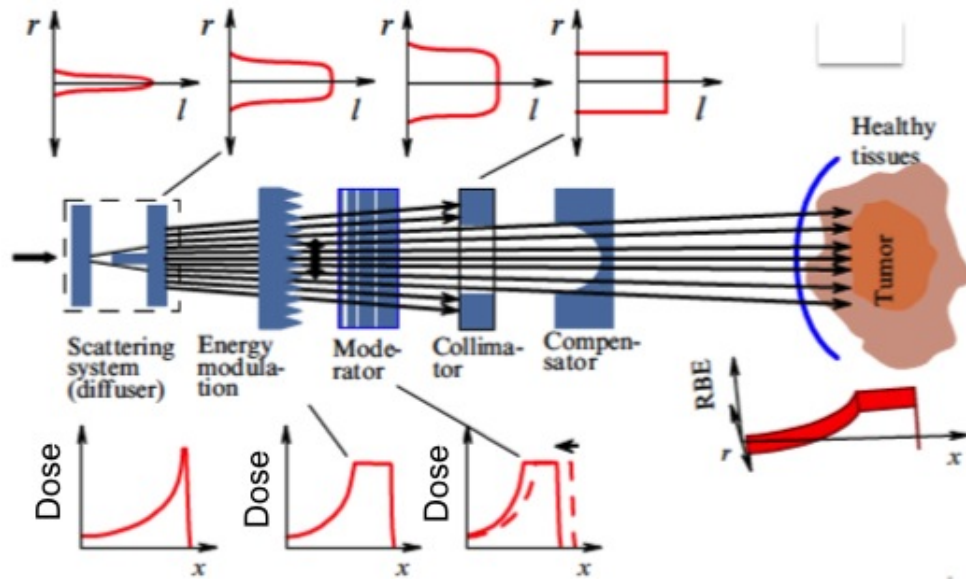 r
r
r
r
l
l
l
l
Healthy
tissues
Tumor
Scattering
system
(diffuser)
Energy
modula-
tion
Mode-
rator
Collima-
tor
Compen-
sator
RBE
r
x
Dose
x
Dose
x
Dose
x